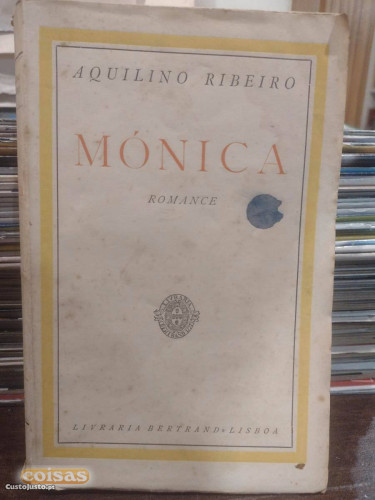 AQUILINO RIBEIRO
MÓNICA
ROMANCE
LIVRARIA BERTRAND • LISBOA
coisas
CustoJusto.pt